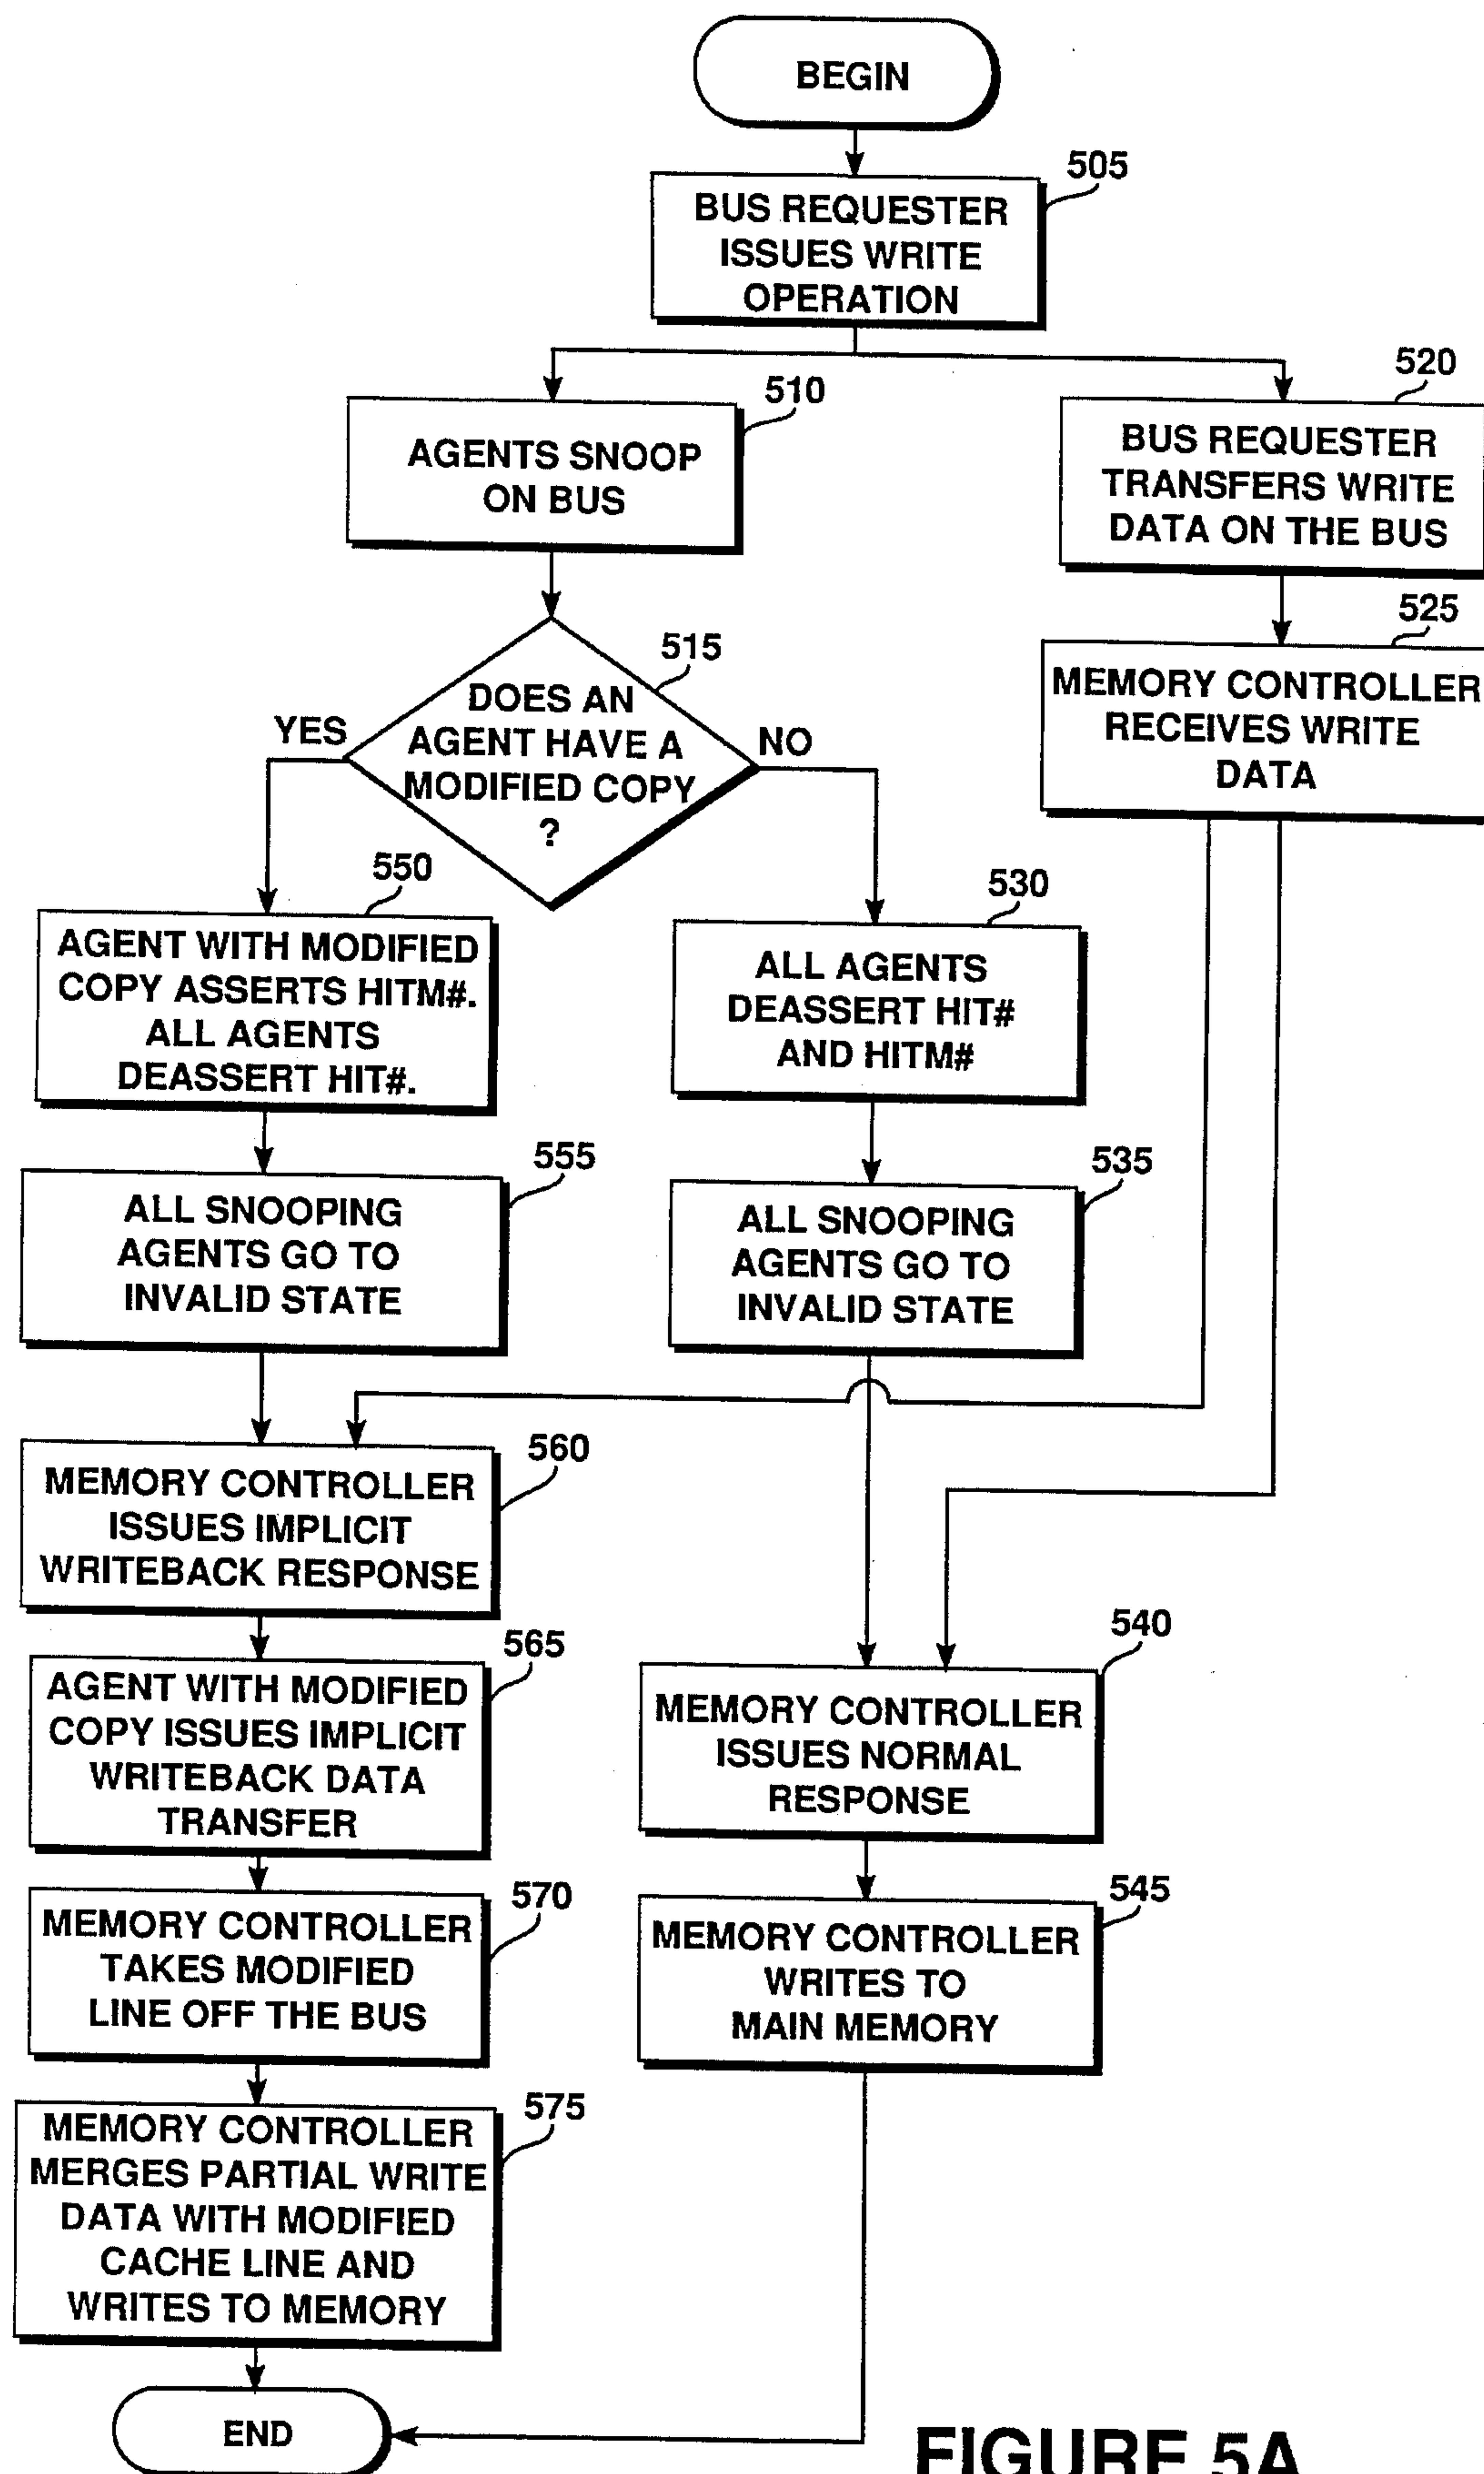 BEGIN
505
BUS REQUESTER
ISSUES WRITE
OPERATION
510
AGENTS SNOOP
ON BUS
520
BUS REQUESTER
TRANSFERS WRITE
DATA ON THE BUS
525
MEMORY CONTROLLER
RECEIVES WRITE
DATA
515
DOES AN
AGENT HAVE A
MODIFIED COPY
?
YES
NO
550
AGENT WITH MODIFIED
COPY ASSERTS HITM#.
ALL AGENTS
DEASSERT HIT#.
530
ALL AGENTS
DEASSERT HIT#
AND HITM#
555
ALL SNOOPING
AGENTS GO TO
INVALID STATE
535
ALL SNOOPING
AGENTS GO TO
INVALID STATE
560
MEMORY CONTROLLER
ISSUES IMPLICIT
WRITEBACK RESPONSE
565
AGENT WITH MODIFIED
COPY ISSUES IMPLICIT
WRITEBACK DATA
TRANSFER
540
MEMORY CONTROLLER
ISSUES NORMAL
RESPONSE
570
MEMORY CONTROLLER
TAKES MODIFIED
LINE OFF THE BUS
545
MEMORY CONTROLLER
WRITES TO
MAIN MEMORY
575
MEMORY CONTROLLER
MERGES PARTIAL WRITE
DATA WITH MODIFIED
CACHE LINE AND
WRITES TO MEMORY
END
FIGURE 5A